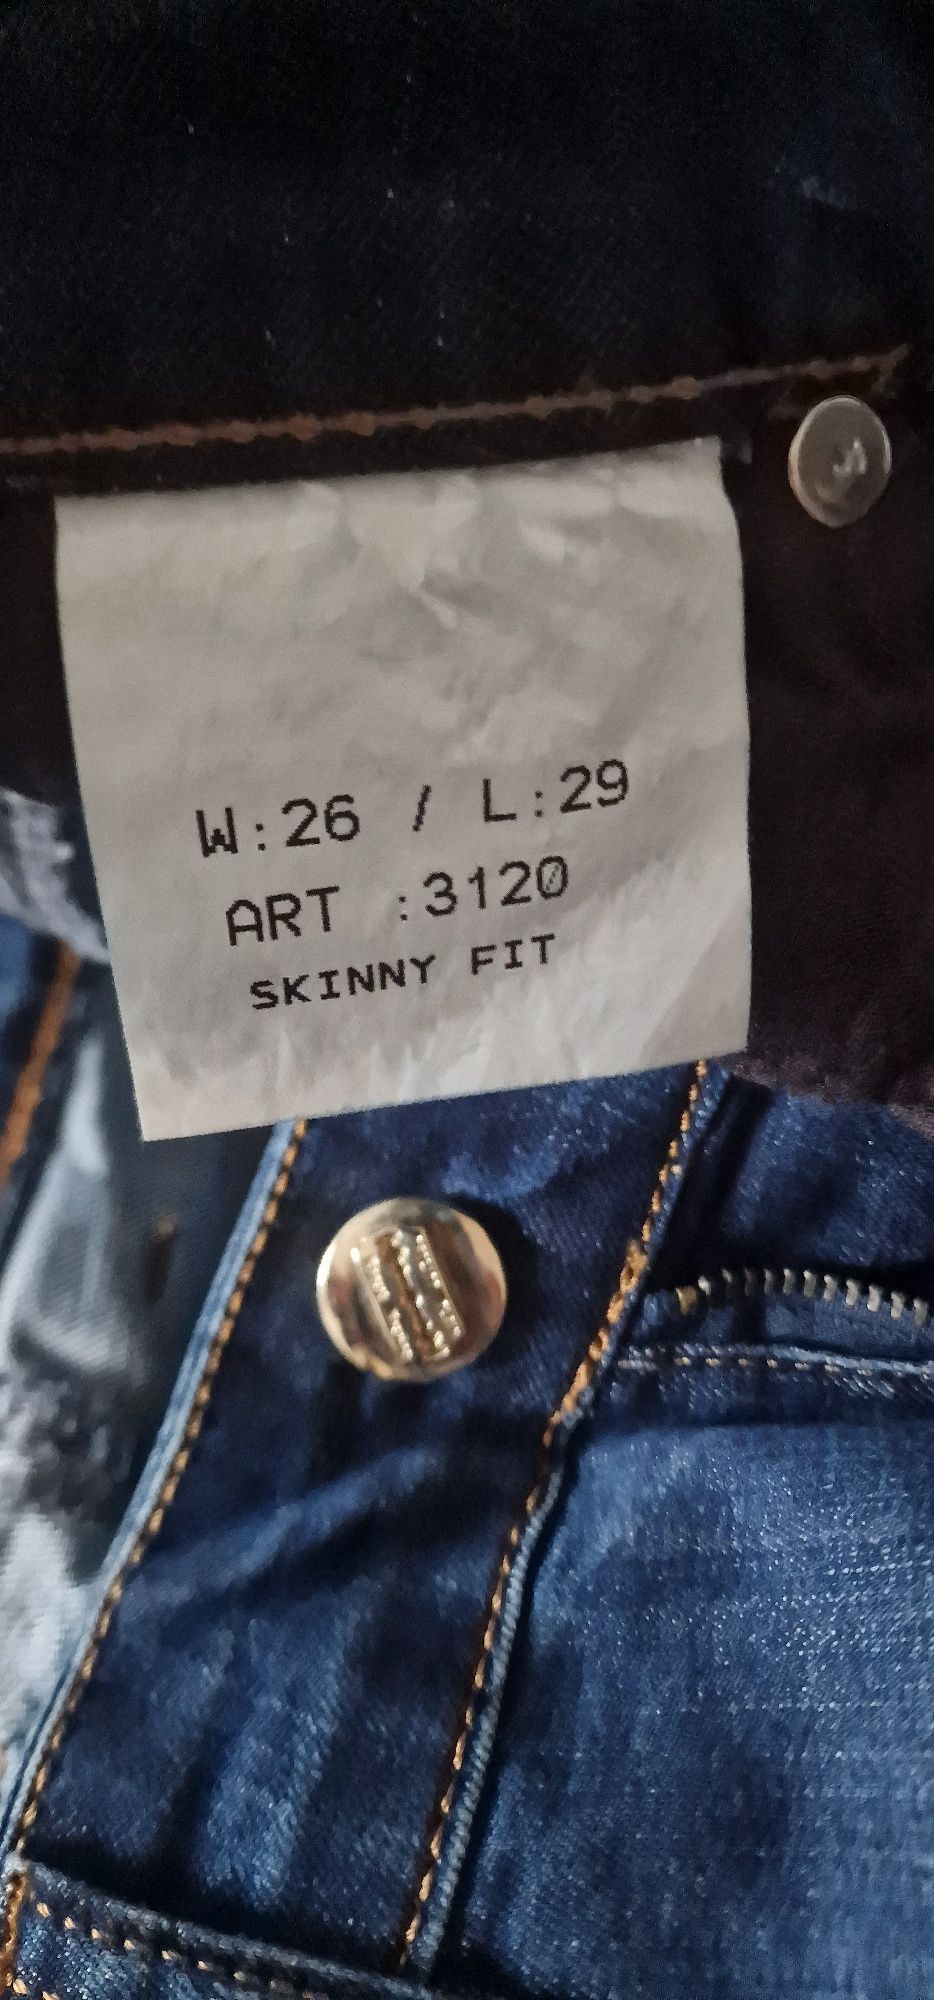 W:26 / L:29
ART :3120
SKINNY FIT